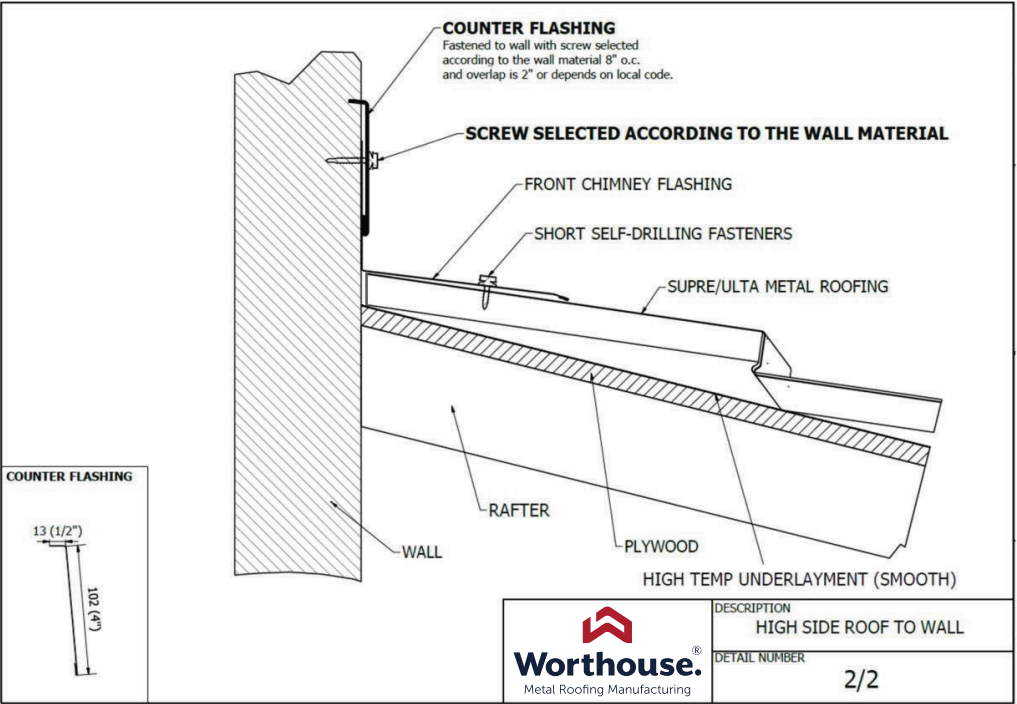 COUNTER FLASHING
Fastened to wall with screw selected
according to the wall material 8" o.c.
and overlap is 2" or depends on local code.
SCREW SELECTED ACCORDING TO THE WALL MATERIAL
FRONT CHIMNEY FLASHING
SHORT SELF-DRILLING FASTENERS
SUPRE/ULTA METAL ROOFING
RAFTER
WALL
PLYWOOD
HIGH TEMP UNDERLAYMENT (SMOOTH)
COUNTER FLASHING
13 (1/2")
102 (4")
Worthouse.®
Metal Roofing Manufacturing
DESCRIPTION
HIGH SIDE ROOF TO WALL
DETAIL NUMBER
2/2